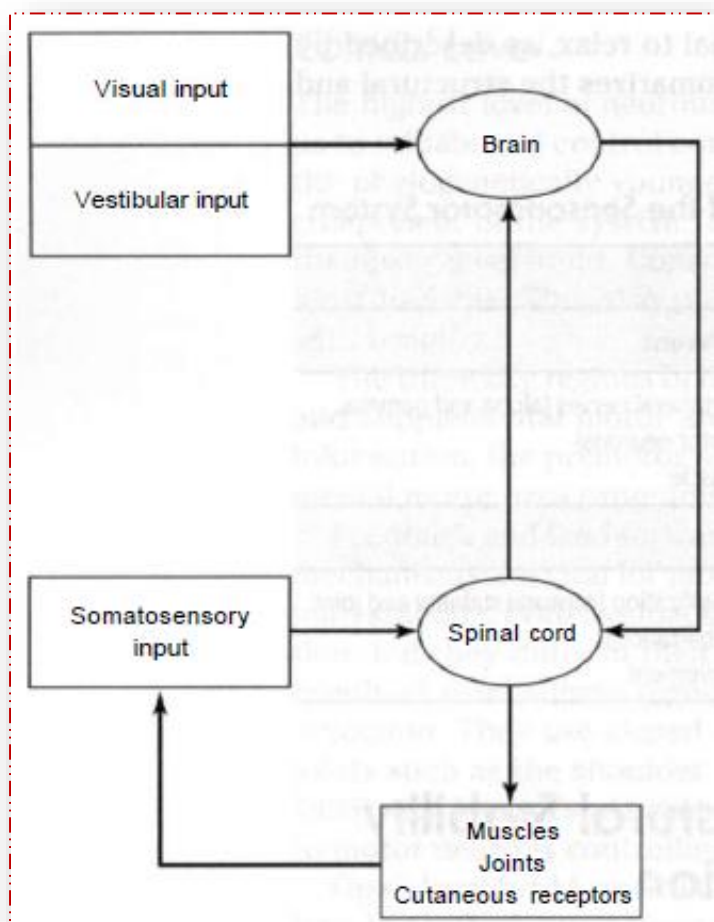 Visual input
Brain
Vestibular input
Somatosensory
input
Spinal cord
Muscles
Joints
Cutaneous receptors